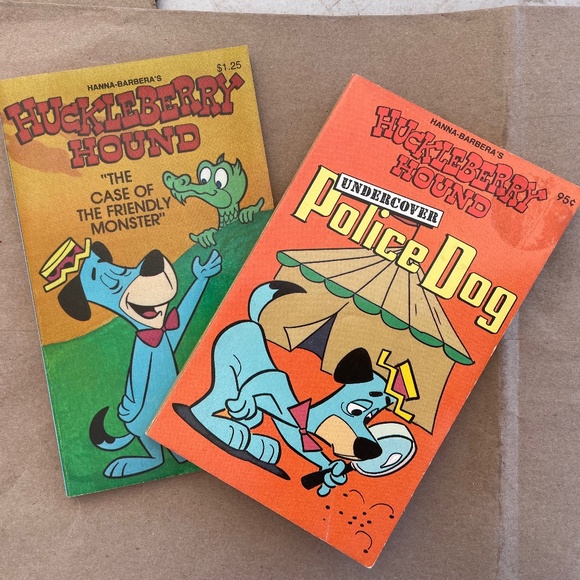 $1.25
HANNA-BARBERA'S
HUCKLEBERRY
HOUND
"THE
CASE OF
THE FRIENDLY
MONSTER"
HANNA-BARBERA'S
HUCKLEBERRY
HOUND
95¢
UNDERCOVER
Police Dog